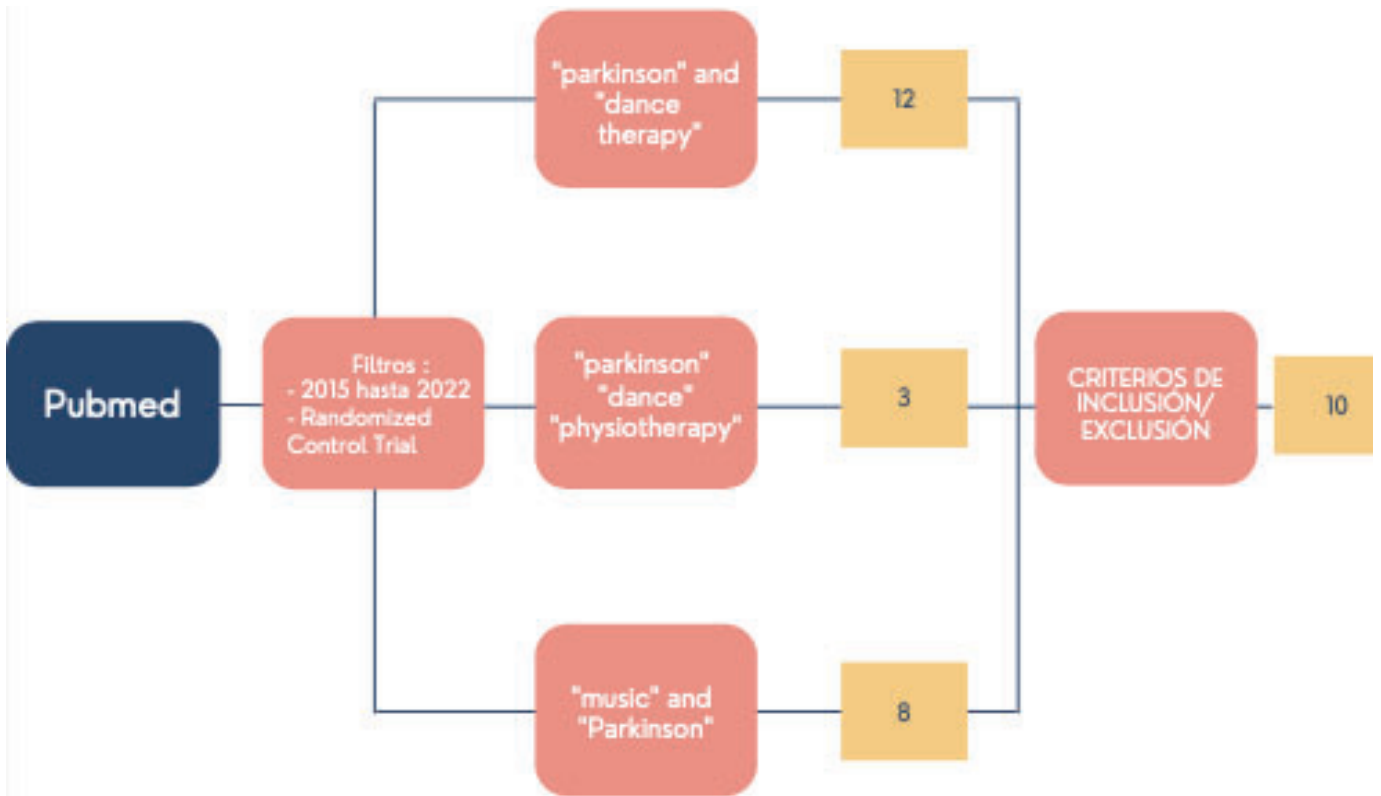 "parkinson" and
"dance
therapy"
12
Pubmed
Filtros :
- 2015 hasta 2022
- Randomized
Control Trial
"parkinson"
"dance"
"physiotherapy"
3
CRITERIOS DE
INCLUSIÓN/
EXCLUSIÓN
10
"music" and
"Parkinson"
8